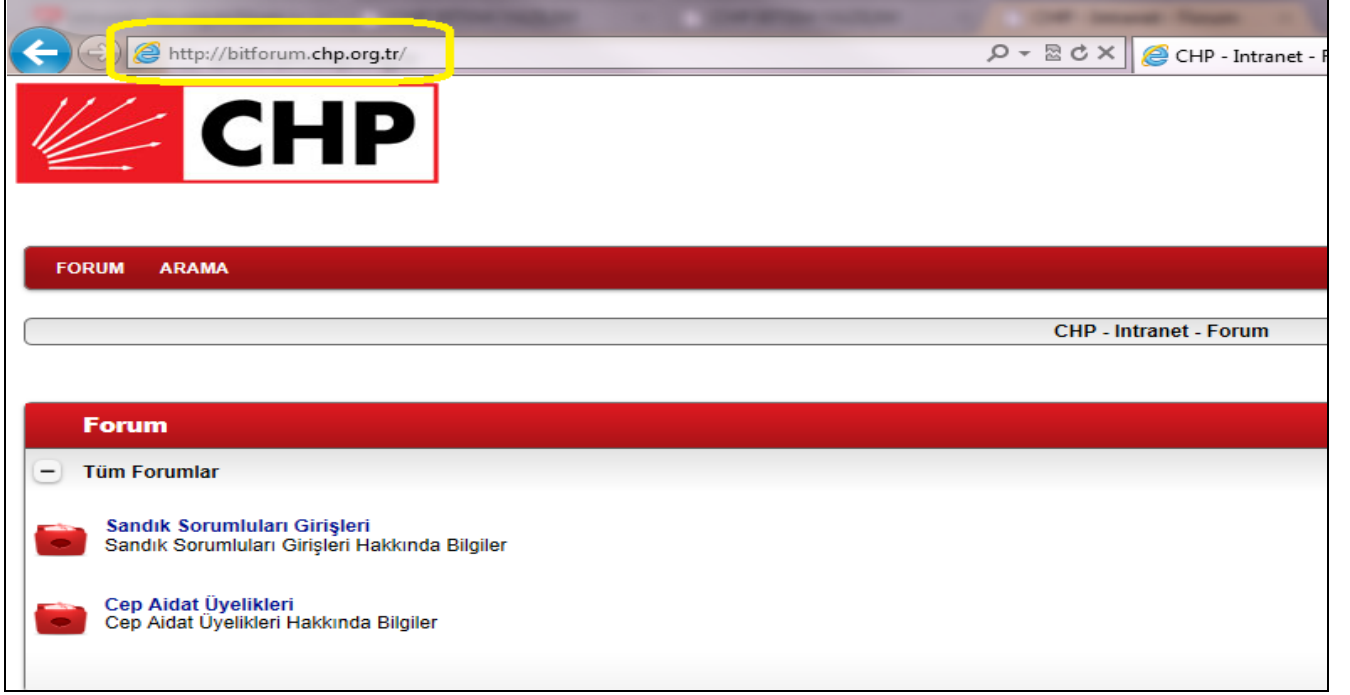 http://bitforum.chp.org.tr/
CHP - Intranet -
CHP
FORUM ARAMA
CHP - Intranet - Forum
Forum
Tüm Forumlar
Sandık Sorumluları Girişleri
Sandık Sorumluları Girişleri Hakkında Bilgiler
Cep Aidat Üyelikleri
Cep Aidat Üyelikleri Hakkında Bilgiler